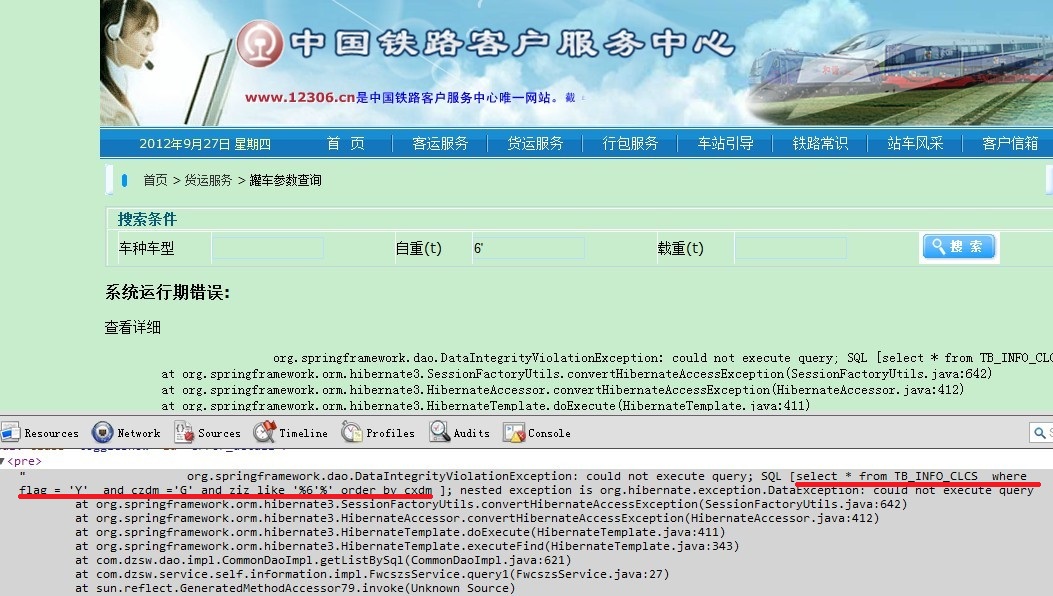 中国铁路客户服务中心
www.12306.cn是中国铁路客户服务中心唯一网站。截
2012年9月27日 星期四 首 页 客运服务 货运服务 行包服务 车站引导 铁路常识 站车风采 客户信箱
首页 > 货运服务 > 罐车参数查询
搜索条件
车种车型 自重(t) 6' 载重(t) 搜 索
系统运行期错误:
查看详细
org.springframework.dao.DataIntegrityViolationException: could not execute query; SQL [select * from TB_INFO_CLC
at org.springframework.orm.hibernate3.SessionFactoryUtils.convertHibernateAccessException(SessionFactoryUtils.java:642)
at org.springframework.orm.hibernate3.HibernateAccessor.convertHibernateAccessException(HibernateAccessor.java:412)
at org.springframework.orm.hibernate3.HibernateTemplate.doExecute(HibernateTemplate.java:411)
Resources Network Sources Timeline Profiles Audits Console
<pre>
" org.springframework.dao.DataIntegrityViolationException: could not execute query; SQL [select * from TB_INFO_CLCS where
flag = 'Y' and czdm ='G' and ziz like '%6'%' order by cxdm ]; nested exception is org.hibernate.exception.DataException: could not execute query
at org.springframework.orm.hibernate3.SessionFactoryUtils.convertHibernateAccessException(SessionFactoryUtils.java:642)
at org.springframework.orm.hibernate3.HibernateAccessor.convertHibernateAccessException(HibernateAccessor.java:412)
at org.springframework.orm.hibernate3.HibernateTemplate.doExecute(HibernateTemplate.java:411)
at org.springframework.orm.hibernate3.HibernateTemplate.executeFind(HibernateTemplate.java:343)
at com.dzsw.dao.impl.CommonDaoImpl.getListBySql(CommonDaoImpl.java:621)
at com.dzsw.service.self.information.impl.FwcszsService.query1(FwcszsService.java:27)
at sun.reflect.GeneratedMethodAccessor79.invoke(Unknown Source)